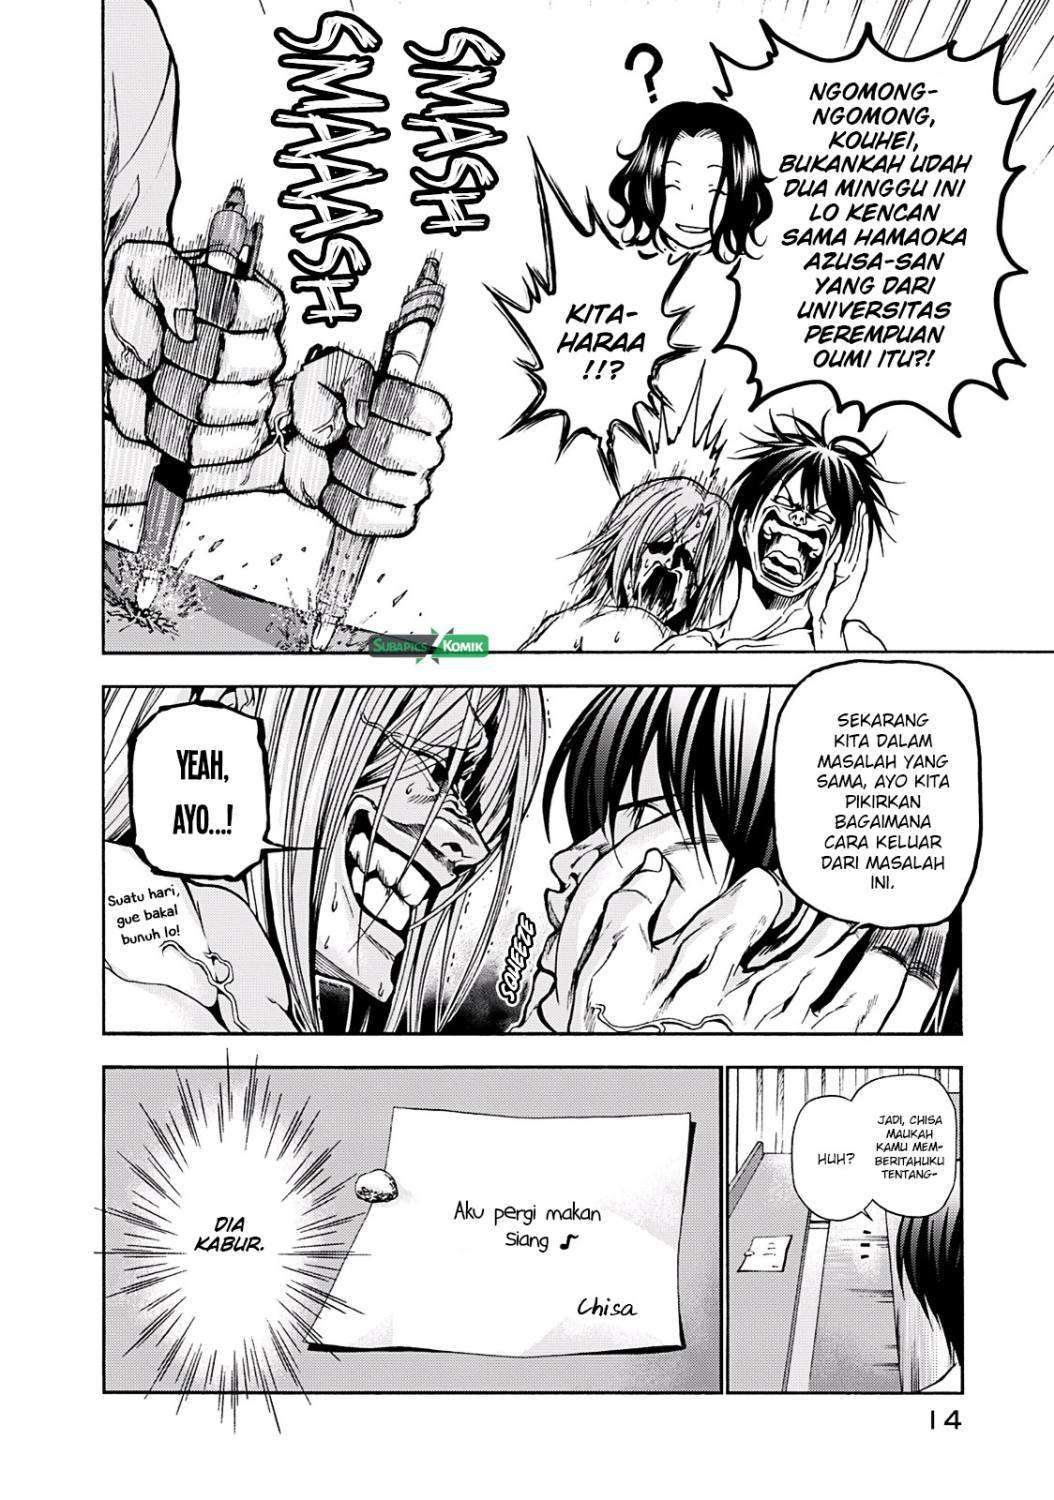 NGOMONG-
NGOMONG,
KOUHEI,
BUKANKAH UDAH
DUA MINGGU INI
LO KENCAN
SAMA HAMAOKA
AZUSA-SAN
YANG DARI
UNIVERSITAS
PEREMPUAN
OUMI ITU?!
?
KITA-
HARAA
!!?
SMASH
SMAAASH
SUBAPICS KOMIK
SEKARANG
KITA DALAM
MASALAH YANG
SAMA, AYO KITA
PIKIRKAN
BAGAIMANA
CARA KELUAR
DARI MASALAH
INI.
SQUEEZE
YEAH,
AYO...!
Suatu hari,
gue bakal
bunuh lo!
JADI, CHISA
MAUKAH
KAMU MEM-
BERITAHUKU
TENTANG-
HUH?
Aku pergi makan
siang ♪
Chisa
DIA
KABUR.
14